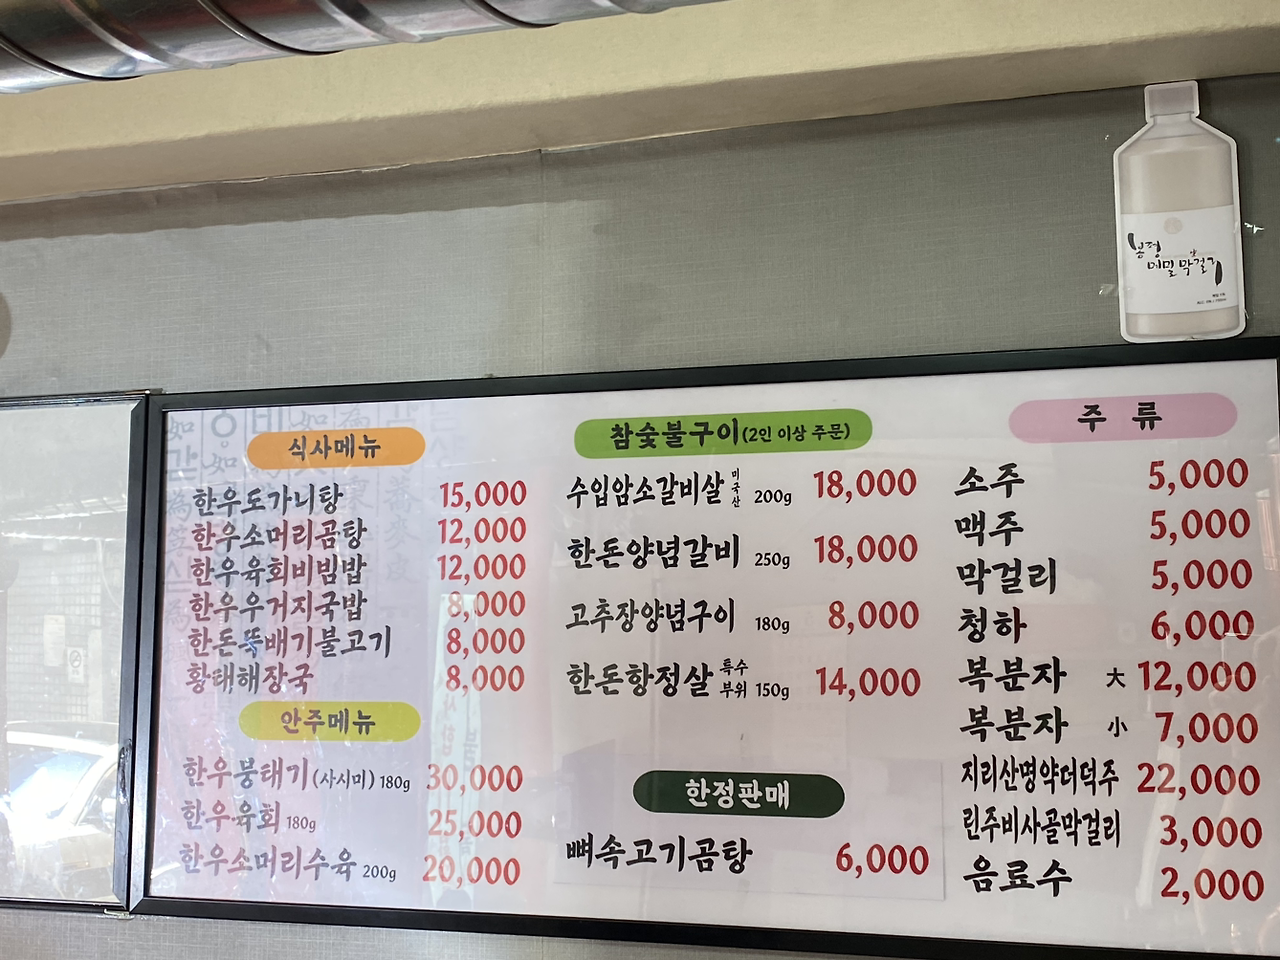 봉평
메밀 막걸리
식사메뉴
한우도가니탕 15,000
한우소머리곰탕 12,000
한우육회비빔밥 12,000
한우우거지국밥 8,000
한돈뚝배기불고기 8,000
황태해장국 8,000
안주메뉴
한우뭉태기(사시미) 180g 30,000
한우육회 180g 25,000
한우소머리수육 200g 20,000
참숯불구이(2인 이상 주문)
수입암소갈비살 미국산 200g 18,000
한돈양념갈비 250g 18,000
고추장양념구이 180g 8,000
한돈항정살 특수부위 150g 14,000
한정판매
뼈속고기곰탕 6,000
주 류
소주 5,000
맥주 5,000
막걸리 5,000
청하 6,000
복분자 大 12,000
복분자 小 7,000
지리산명약더덕주 22,000
린주비사골막걸리 3,000
음료수 2,000